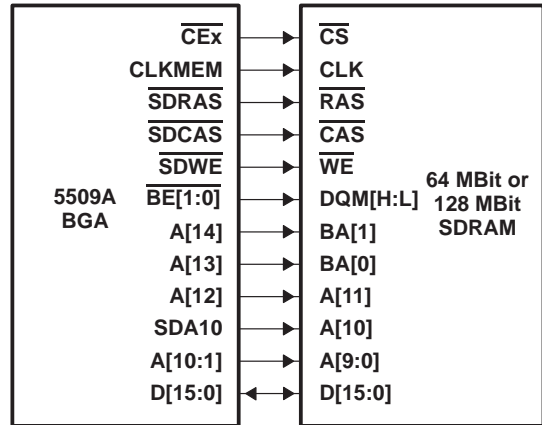 CEx CS
CLKMEM CLK
SDRAS RAS
SDCAS CAS
SDWE WE
BE[1:0] DQM[H:L]
A[14] BA[1]
A[13] BA[0]
A[12] A[11]
SDA10 A[10]
A[10:1] A[9:0]
D[15:0] D[15:0]
5509A
BGA
64 MBit or
128 MBit
SDRAM